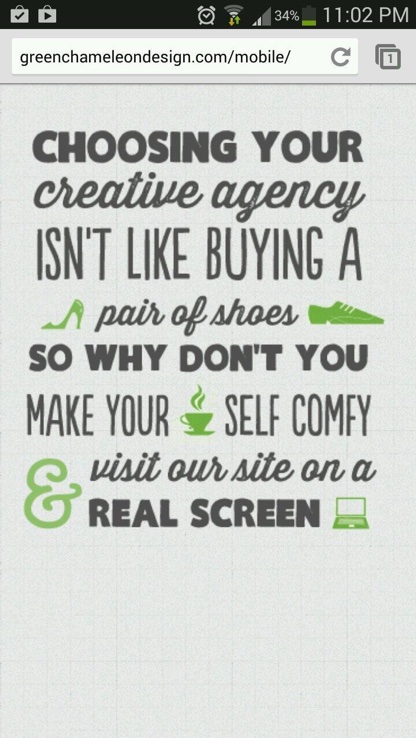 34% 11:02 PM
greenchameleondesign.com/mobile/ 1
CHOOSING YOUR
creative agency
ISN'T LIKE BUYING A
pair of shoes
SO WHY DON'T YOU
MAKE YOUR SELF COMFY
& visit our site on a
REAL SCREEN